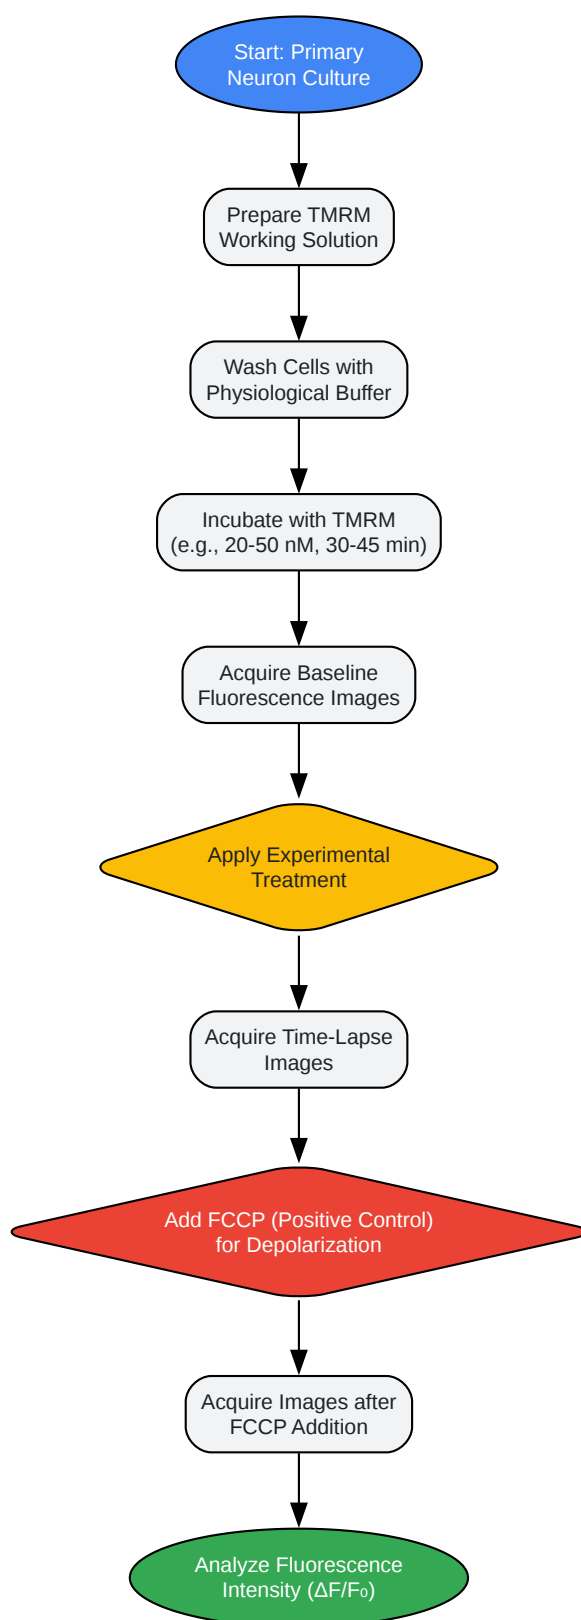 Start: Primary
Neuron Culture
Prepare TMRM
Working Solution
Wash Cells with
Physiological Buffer
Incubate with TMRM
(e.g., 20-50 nM, 30-45 min)
Acquire Baseline
Fluorescence Images
Apply Experimental
Treatment
Acquire Time-Lapse
Images
Add FCCP (Positive Control)
for Depolarization
Acquire Images after
FCCP Addition
Analyze Fluorescence
Intensity (ΔF/F₀)